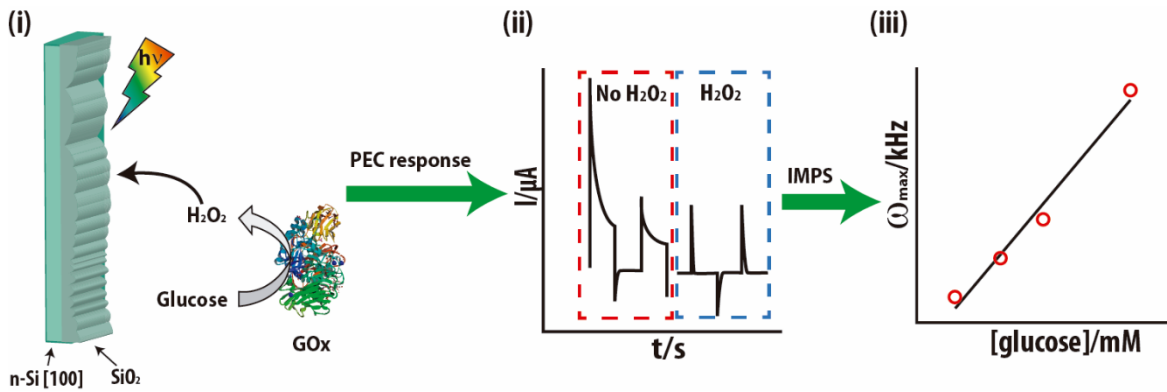 (i)
hν
H₂O₂
Glucose
GOx
n-Si [100]
SiO₂
PEC response
(ii)
No H₂O₂
H₂O₂
I/μA
t/s
IMPS
(iii)
ωmax/kHz
[glucose]/mM